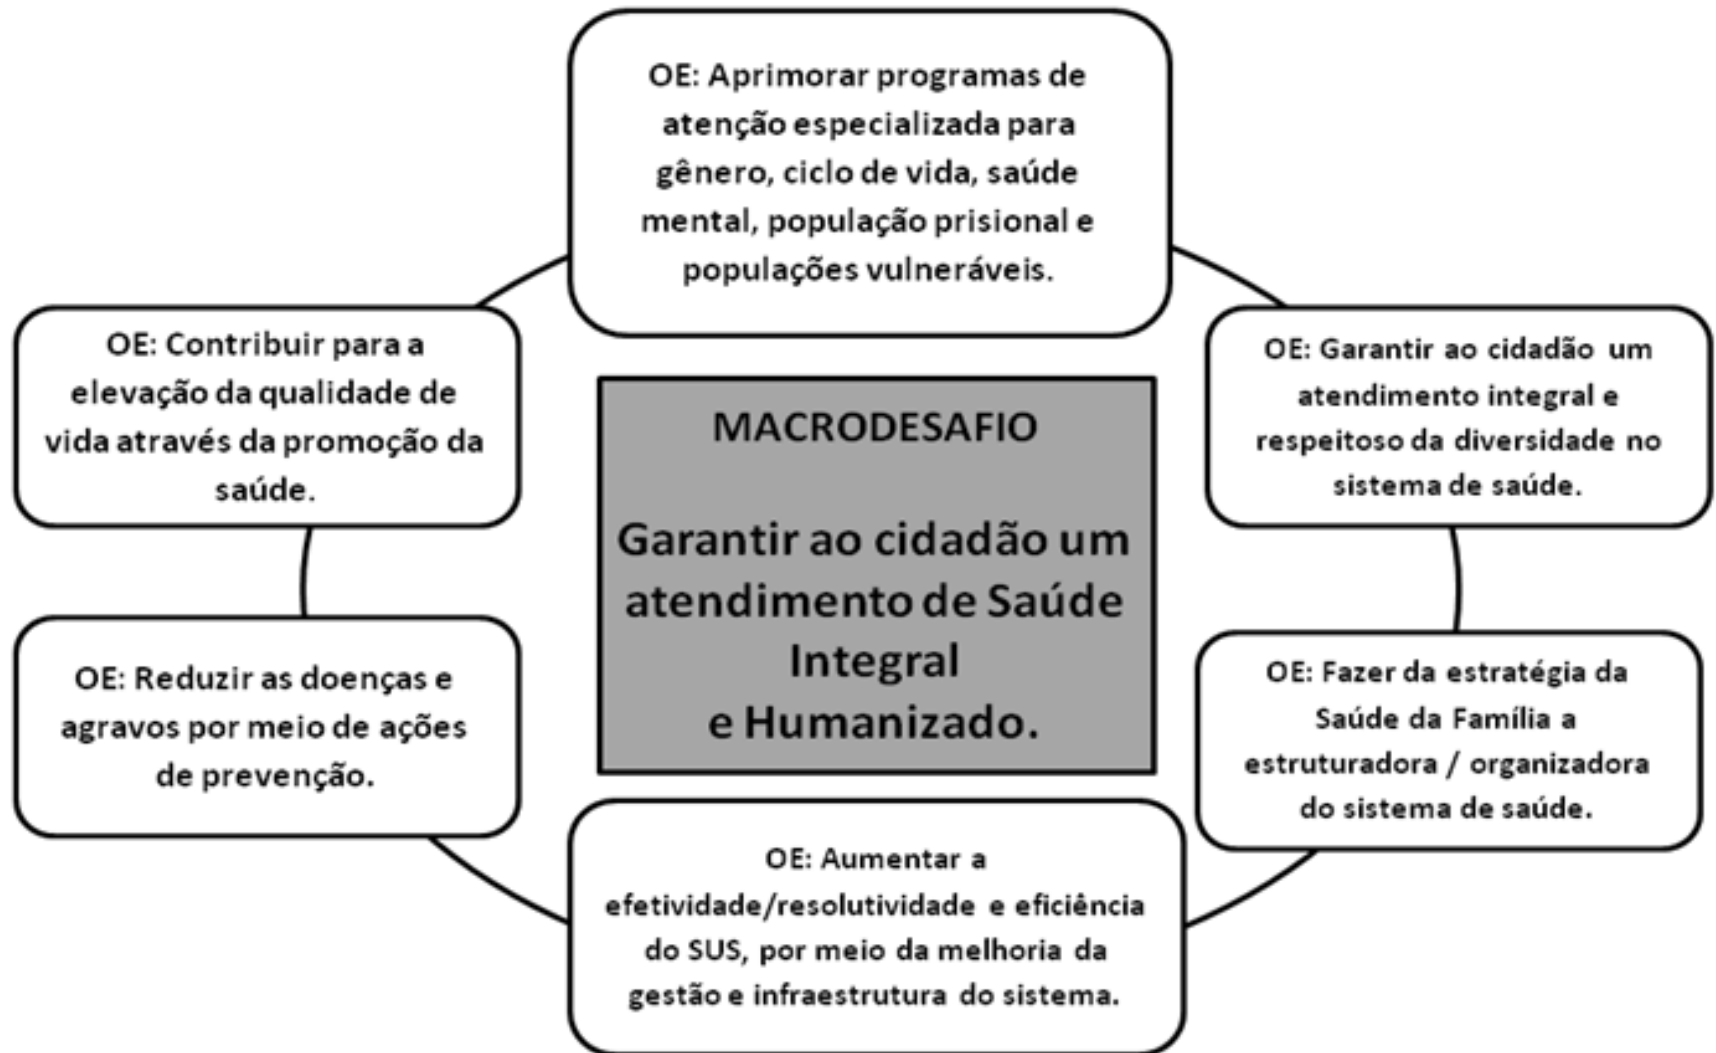 OE: Aprimorar programas de
atenção especializada para
gênero, ciclo de vida, saúde
mental, população prisional e
populações vulneráveis.
OE: Contribuir para a
elevação da qualidade de
vida através da promoção da
saúde.
MACRODESAFIO
Garantir ao cidadão um
atendimento de Saúde
Integral
e Humanizado.
OE: Garantir ao cidadão um
atendimento integral e
respeitoso da diversidade no
sistema de saúde.
OE: Reduzir as doenças e
agravos por meio de ações
de prevenção.
OE: Fazer da estratégia da
Saúde da Família a
estruturadora / organizadora
do sistema de saúde.
OE: Aumentar a
efetividade/resolutividade e eficiência
do SUS, por meio da melhoria da
gestão e infraestrutura do sistema.